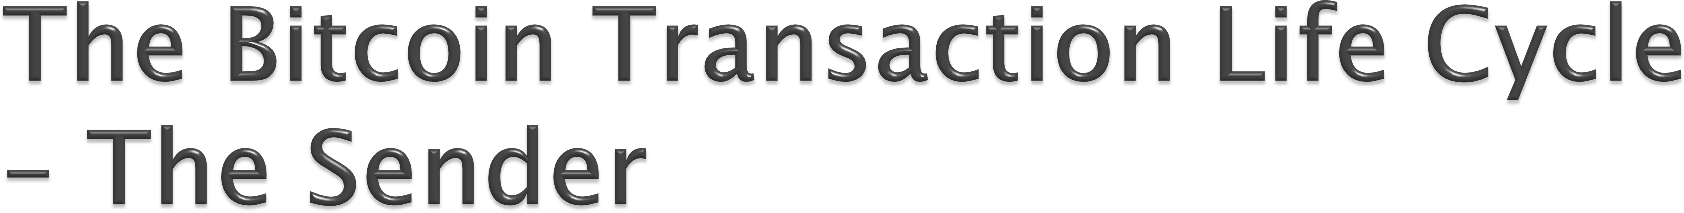 The Bitcoin Transaction Life Cycle
– The Sender